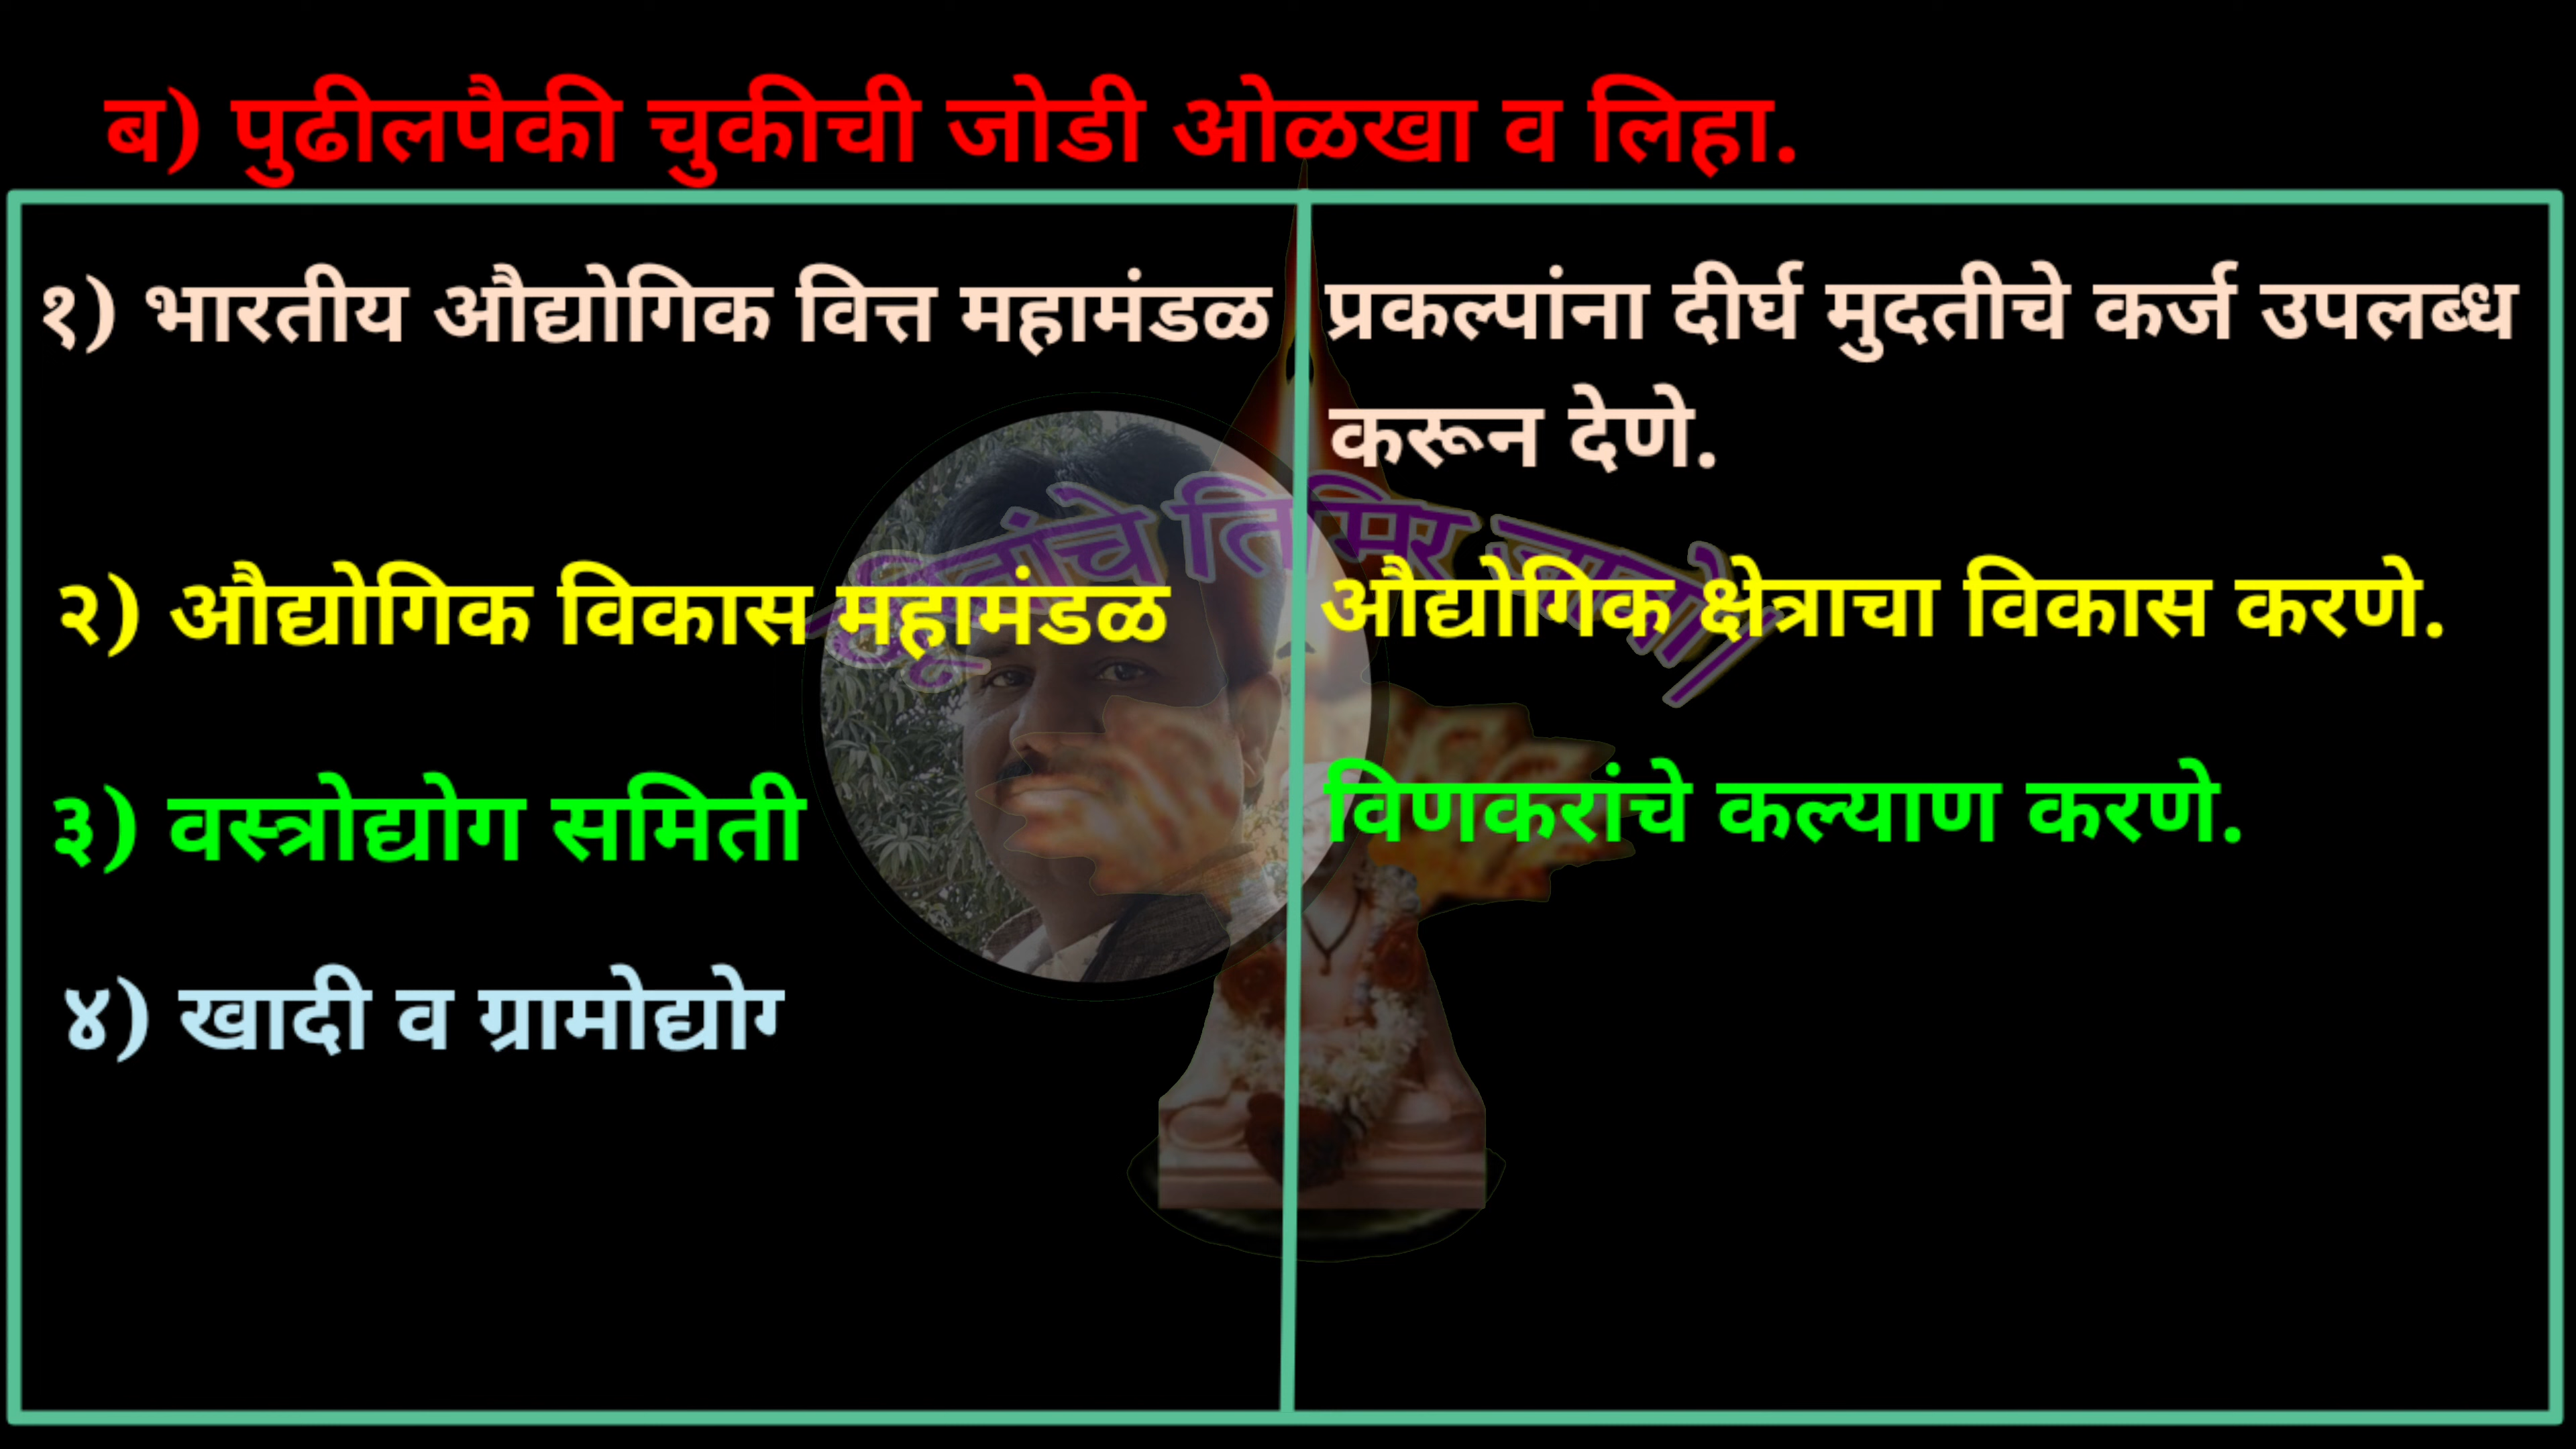 ब) पुढीलपैकी चुकीची जोडी ओळखा व लिहा.
१) भारतीय औद्योगिक वित्त महामंडळ
प्रकल्पांना दीर्घ मुदतीचे कर्ज उपलब्ध
करून देणे.
दूरितांचे तिमिर जावो।
२) औद्योगिक विकास महामंडळ
औद्योगिक क्षेत्राचा विकास करणे.
३) वस्त्रोद्योग समिती
विणकरांचे कल्याण करणे.
४) खादी व ग्रामोद्योग